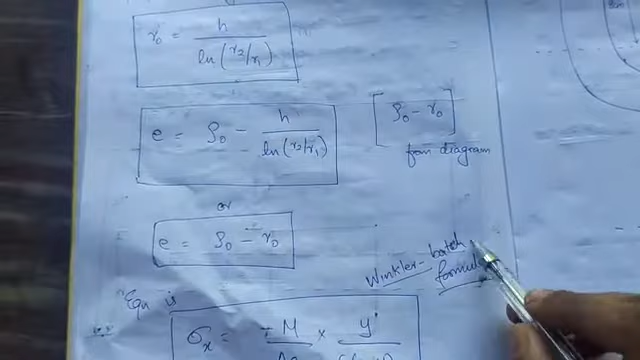 r₀ = h / ln(r₂/r₁)
e = ρ₀ - h / ln(r₂/r₁) [ρ₀ - r₀]
from diagram
or
e = ρ₀ - r₀
Winkler-batch
formula
Eqn is
σₓ = M × y